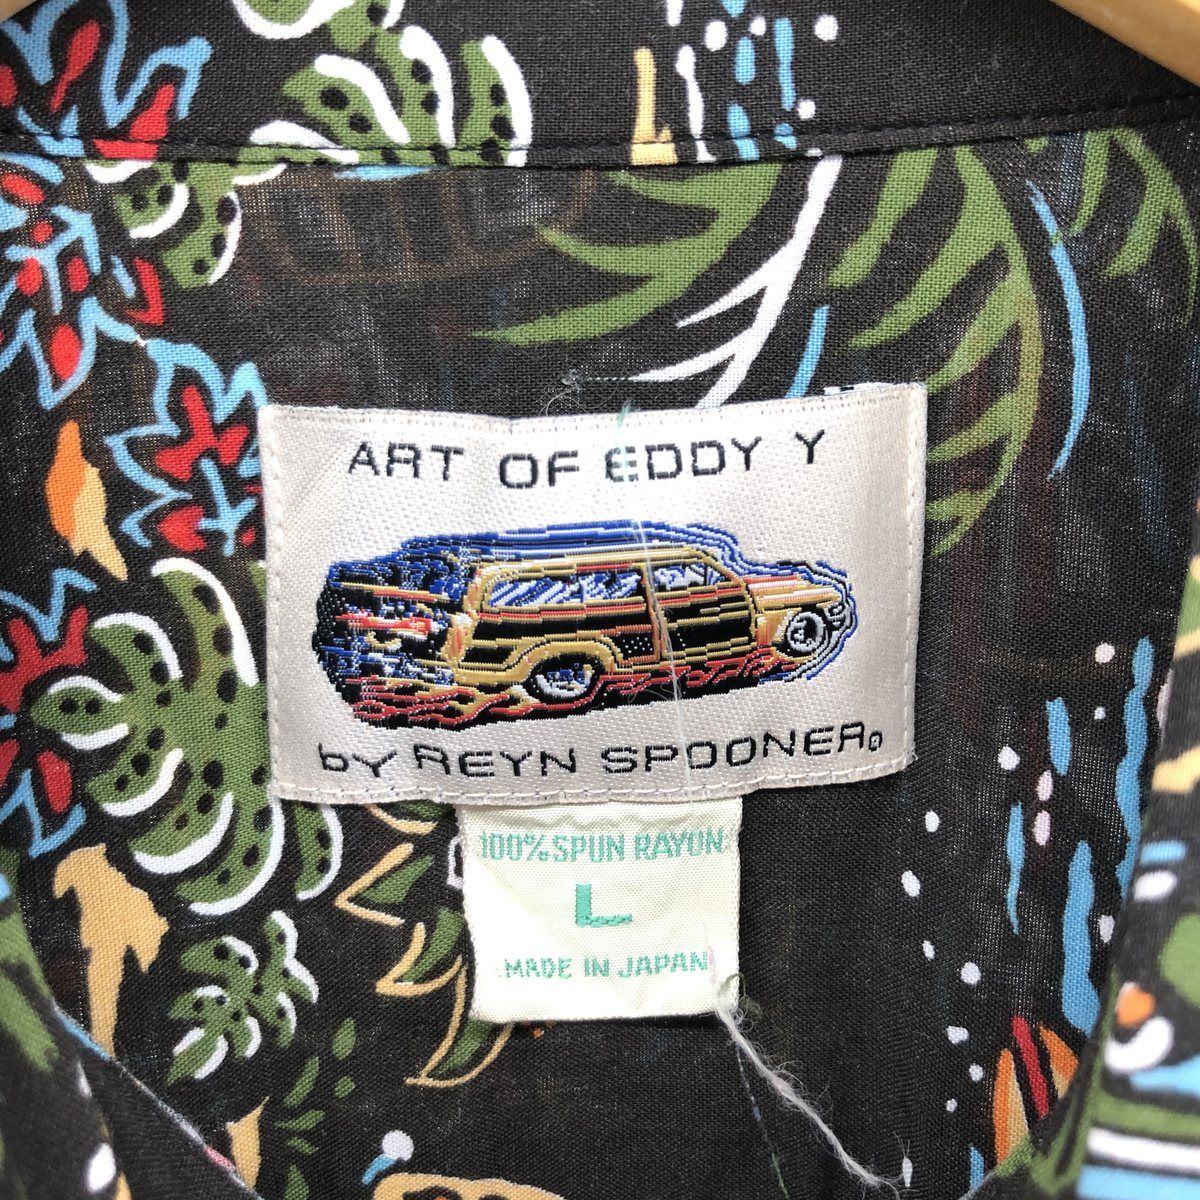 ART OF EDDY Y
by REYN SPOONER®
100% SPUN RAYON
L
MADE IN JAPAN